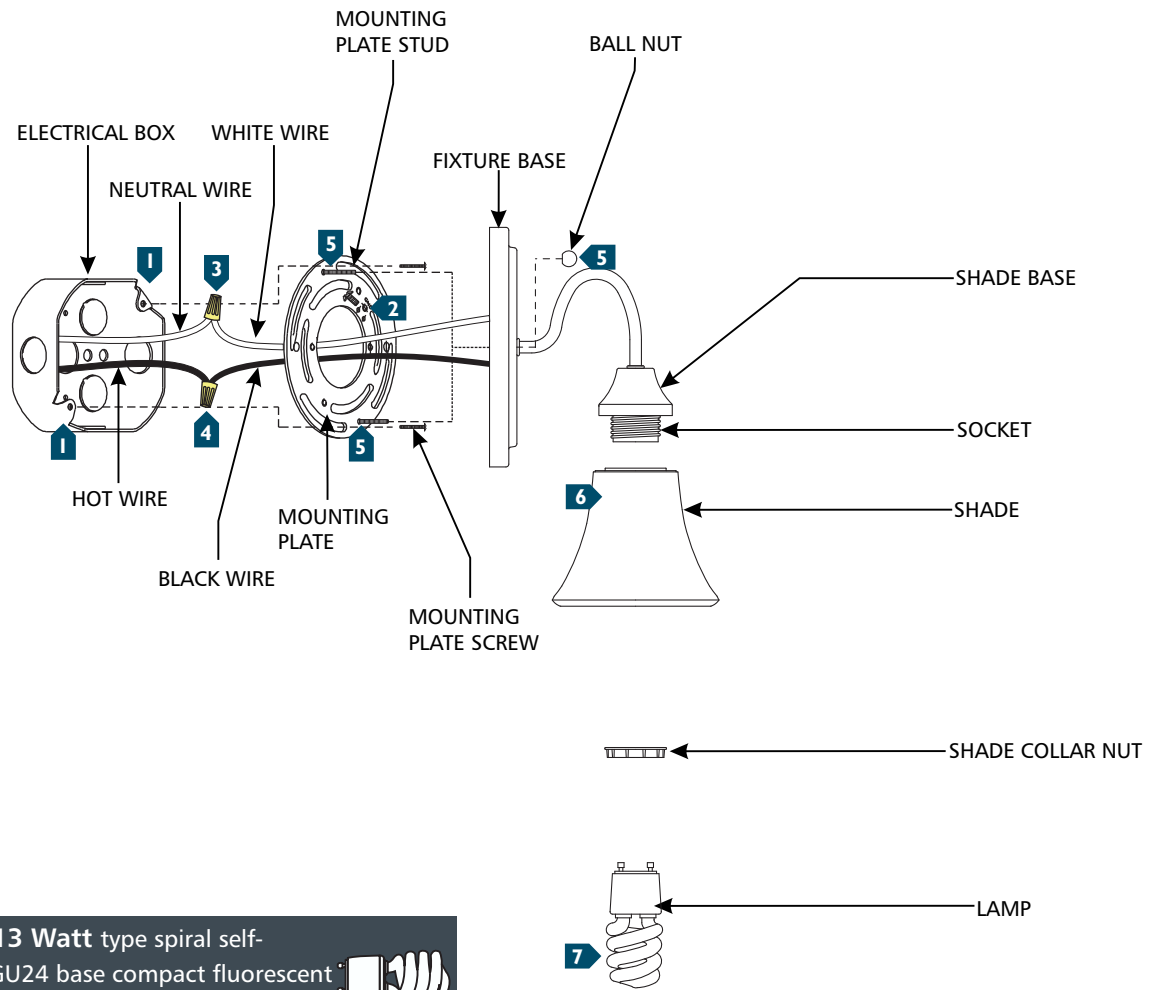 MOUNTING
PLATE STUD
BALL NUT
ELECTRICAL BOX
WHITE WIRE
FIXTURE BASE
NEUTRAL WIRE
5
1
3
5
SHADE BASE
2
4
1
5
SOCKET
HOT WIRE
6
MOUNTING
PLATE
SHADE
BLACK WIRE
MOUNTING
PLATE SCREW
SHADE COLLAR NUT
LAMP
7
13 Watt type spiral self-
GU24 base compact fluorescent